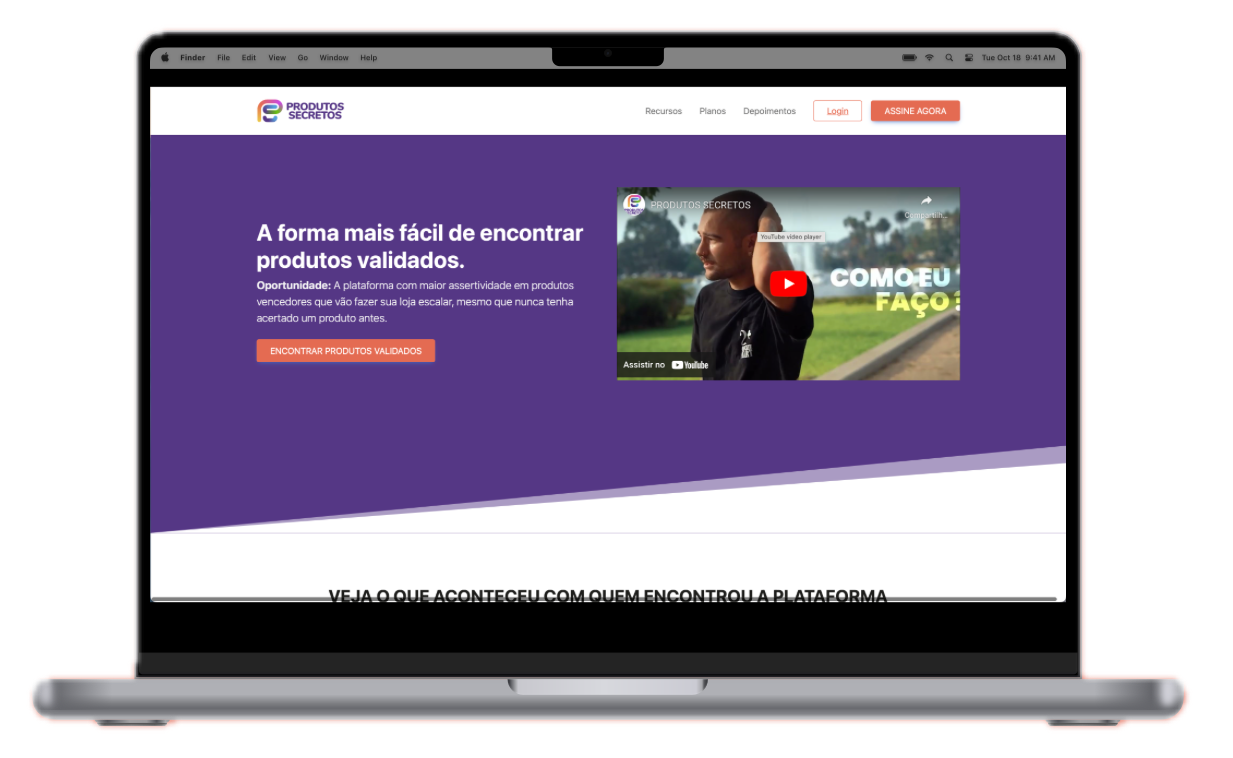 Finder File Edit View Go Window Help
Tue Oct 18 9:41 AM
PRODUTOS
SECRETOS
Recursos Planos Depoimentos Login ASSINE AGORA
A forma mais fácil de encontrar
produtos validados.
Oportunidade: A plataforma com maior assertividade em produtos
vencedores que vão fazer sua loja escalar, mesmo que nunca tenha
acertado um produto antes.
ENCONTRAR PRODUTOS VALIDADOS
PRODUTOS SECRETOS
Compartilh...
YouTube video player
COMO EU
FAÇO?
Assistir no YouTube
VEJA O QUE ACONTECEU COM QUEM ENCONTROU A PLATAFORMA